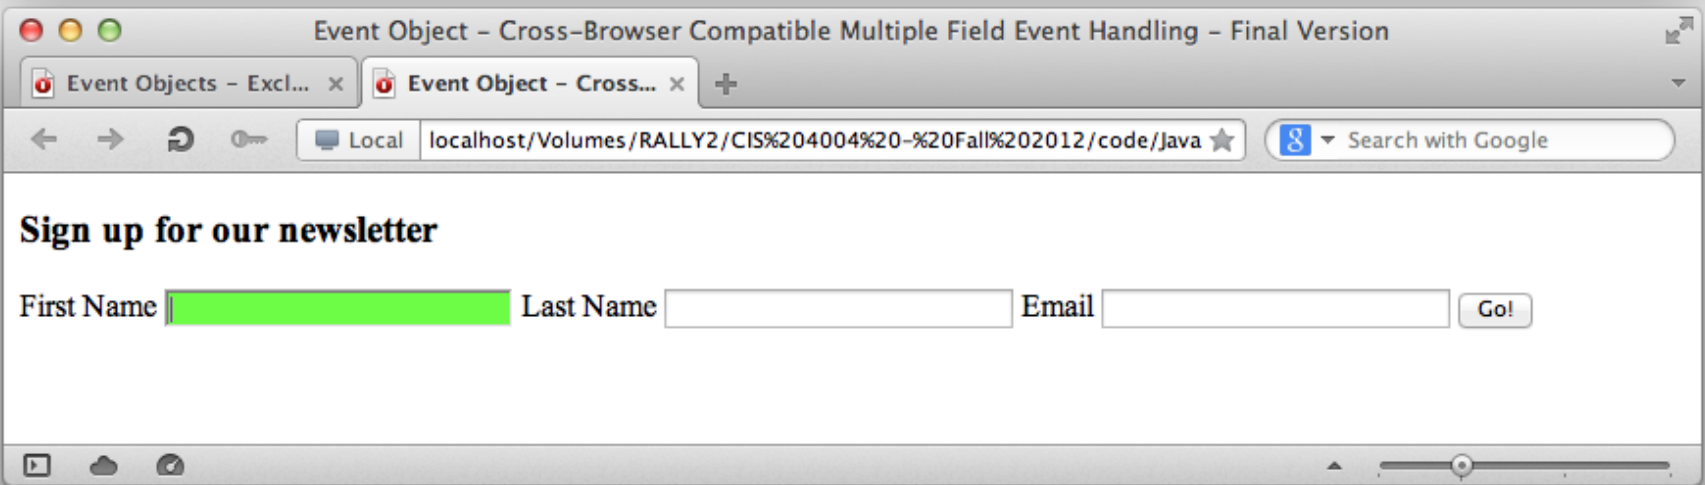 Event Object – Cross–Browser Compatible Multiple Field Event Handling – Final Version
Event Objects – Excl... Event Object – Cross...
Local localhost/Volumes/RALLY2/CIS%204004%20–%20Fall%202012/code/Java 8 Search with Google
Sign up for our newsletter
First Name Last Name Email Go!